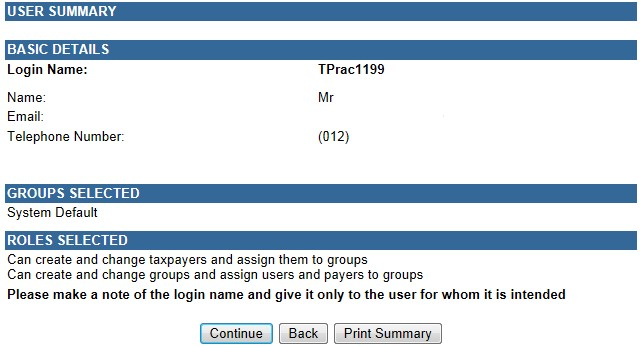 USER SUMMARY
BASIC DETAILS
Login Name: TPrac1199
Name: Mr
Email:
Telephone Number: (012)
GROUPS SELECTED
System Default
ROLES SELECTED
Can create and change taxpayers and assign them to groups
Can create and change groups and assign users and payers to groups
Please make a note of the login name and give it only to the user for whom it is intended
Continue Back Print Summary